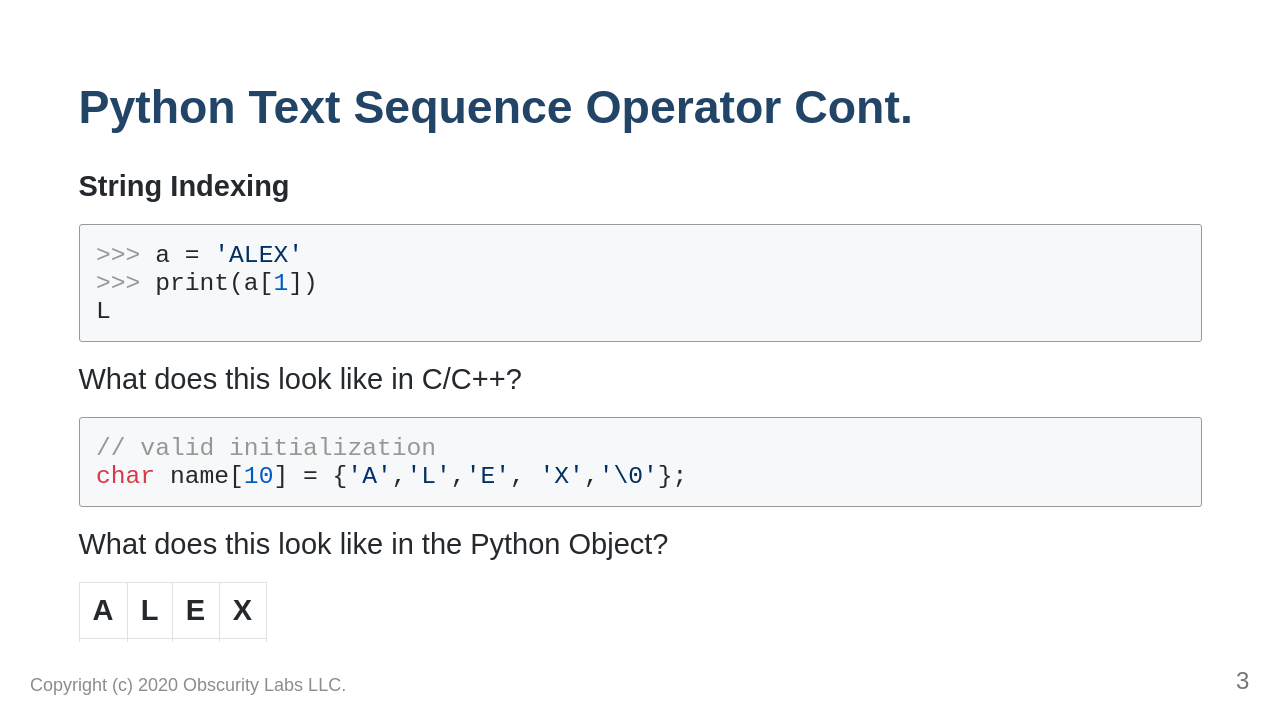 Python Text Sequence Operator Cont.
String Indexing
>>> a = 'ALEX'
>>> print(a[1])
L
What does this look like in C/C++?
// valid initialization
char name[10] = {'A','L','E', 'X','\0'};
What does this look like in the Python Object?
A L E X
Copyright (c) 2020 Obscurity Labs LLC.
3